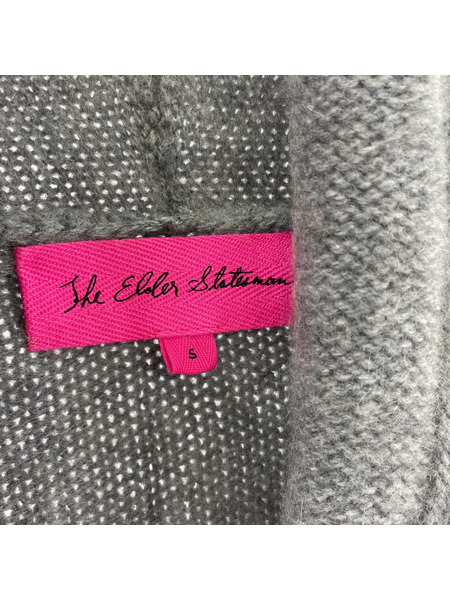 The Elder Statesman
S